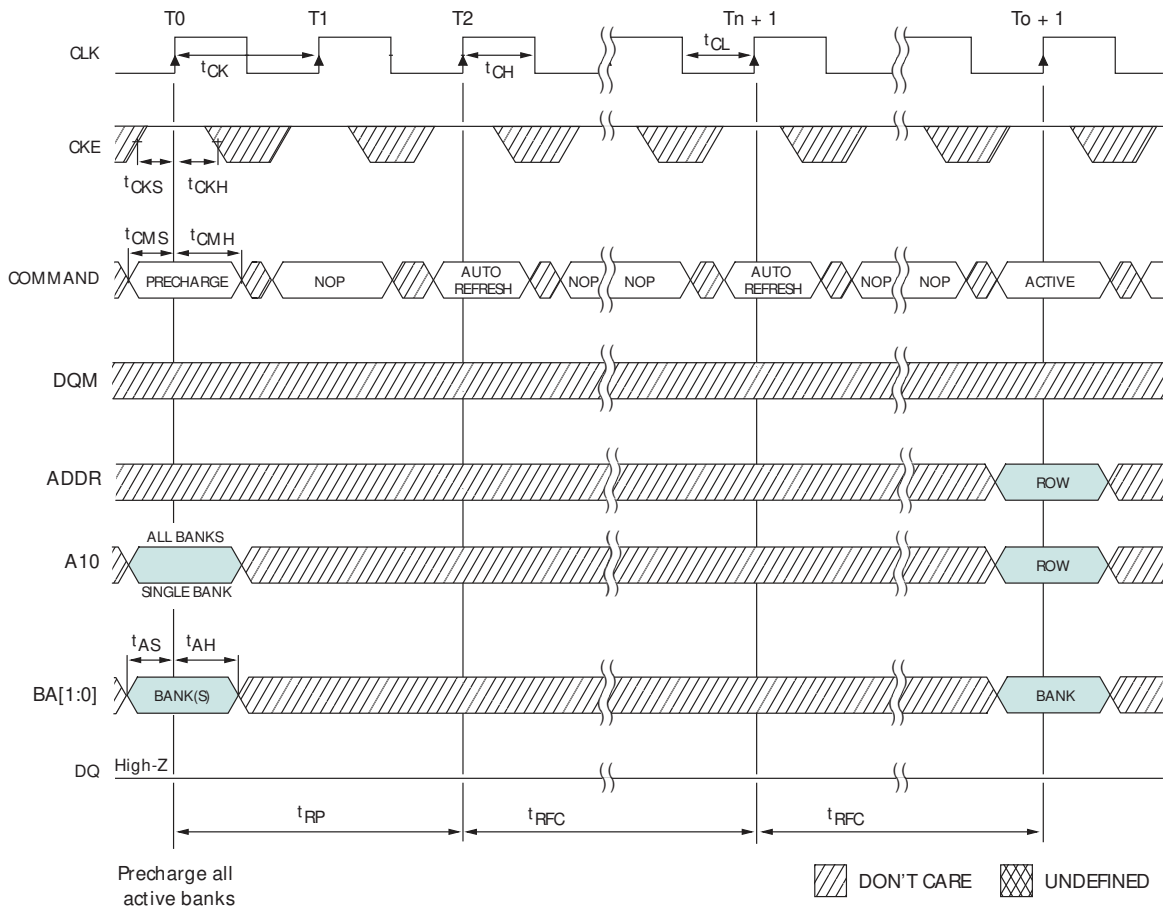 T0 T1 T2 Tn + 1 To + 1
CLK
tCK tCH tCL
CKE
tCKS tCKH
tCMS tCMH
COMMAND PRECHARGE NOP AUTO REFRESH NOP NOP AUTO REFRESH NOP NOP ACTIVE
DQM
ADDR ROW
ALL BANKS
A10 ROW
SINGLE BANK
tAS tAH
BA[1:0] BANK(S) BANK
DQ High-Z
tRP tRFC tRFC
Precharge all
active banks
DON'T CARE UNDEFINED